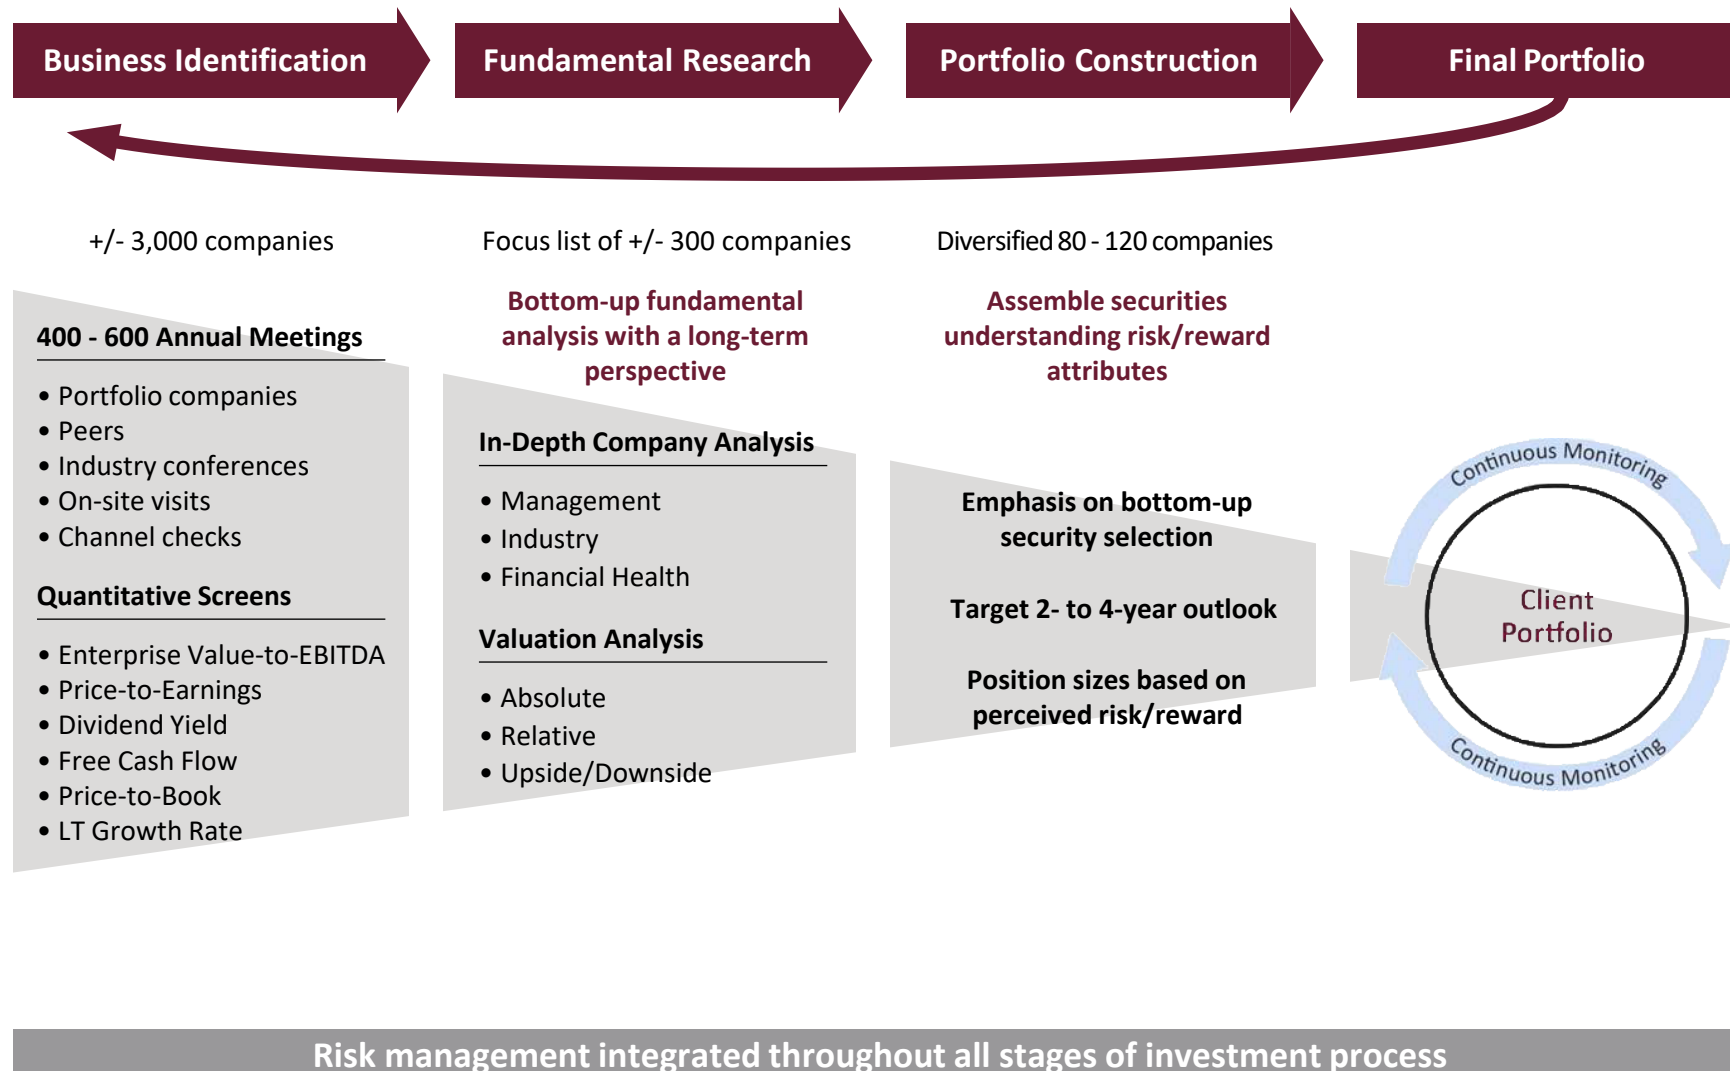 Business Identification
Fundamental Research
Portfolio Construction
Final Portfolio
+/- 3,000 companies
400 - 600 Annual Meetings
• Portfolio companies
• Peers
• Industry conferences
• On-site visits
• Channel checks
Quantitative Screens
• Enterprise Value-to-EBITDA
• Price-to-Earnings
• Dividend Yield
• Free Cash Flow
• Price-to-Book
• LT Growth Rate
Focus list of +/- 300 companies
Bottom-up fundamental
analysis with a long-term
perspective
In-Depth Company Analysis
• Management
• Industry
• Financial Health
Valuation Analysis
• Absolute
• Relative
• Upside/Downside
Diversified 80 - 120 companies
Assemble securities
understanding risk/reward
attributes
Emphasis on bottom-up
security selection
Target 2- to 4-year outlook
Position sizes based on
perceived risk/reward
Continuous Monitoring
Client
Portfolio
Continuous Monitoring
Risk management integrated throughout all stages of investment process